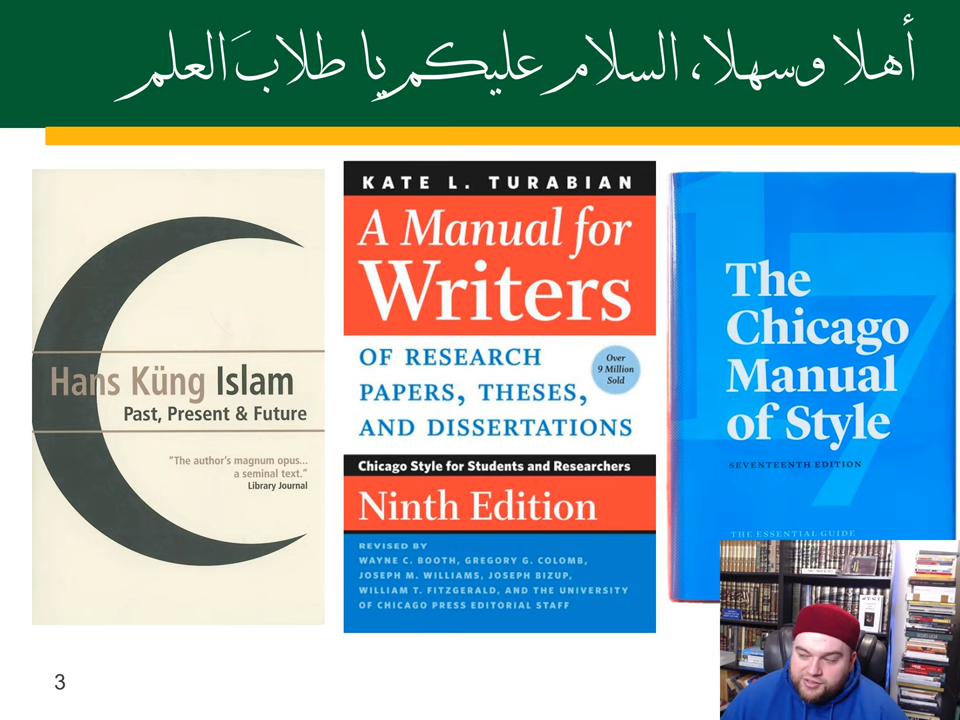 أهلا وسهلا، السلام عليكم يا طلابَ العلم
Hans Küng Islam
Past, Present & Future
"The author's magnum opus...
a seminal text."
Library Journal
KATE L. TURABIAN
A Manual for
Writers
OF RESEARCH
PAPERS, THESES,
AND DISSERTATIONS
Over
9 Million
Sold
Chicago Style for Students and Researchers
Ninth Edition
REVISED BY
WAYNE C. BOOTH, GREGORY G. COLOMB,
JOSEPH M. WILLIAMS, JOSEPH BIZUP,
WILLIAM T. FITZGERALD, AND THE UNIVERSITY
OF CHICAGO PRESS EDITORIAL STAFF
17
The
Chicago
Manual
of Style
SEVENTEENTH EDITION
THE ESSENTIAL GUIDE
3